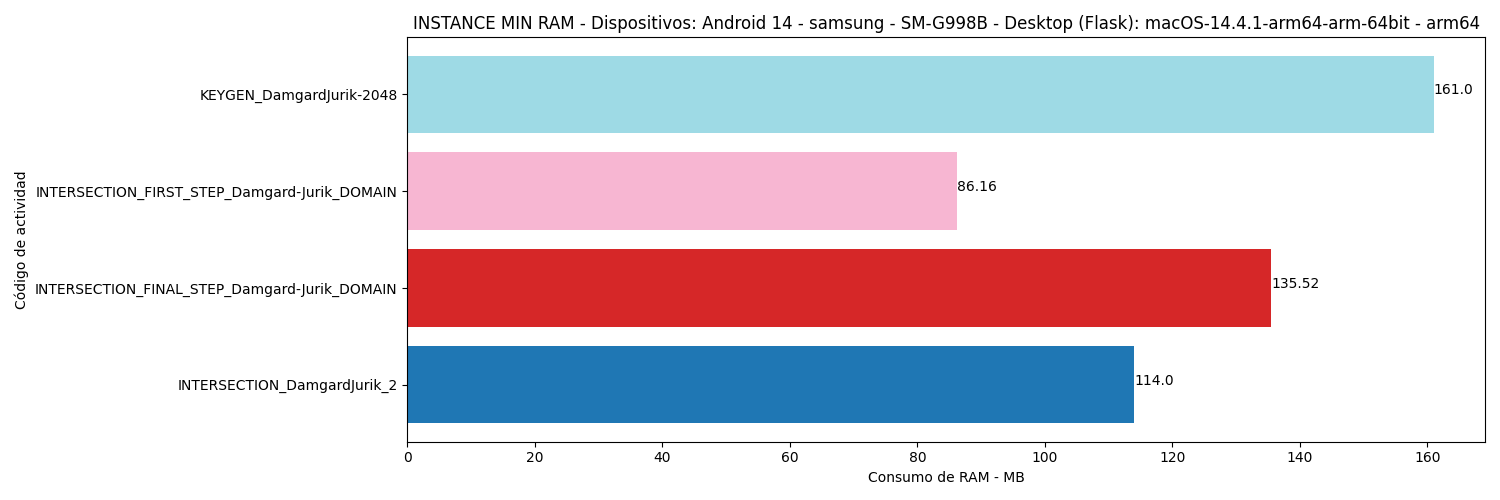 INSTANCE MIN RAM - Dispositivos: Android 14 - samsung - SM-G998B - Desktop (Flask): macOS-14.4.1-arm64-arm-64bit - arm64
Código de actividad
KEYGEN_DamgardJurik-2048
161.0
INTERSECTION_FIRST_STEP_Damgard-Jurik_DOMAIN
86.16
INTERSECTION_FINAL_STEP_Damgard-Jurik_DOMAIN
135.52
INTERSECTION_DamgardJurik_2
114.0
0 20 40 60 80 100 120 140 160
Consumo de RAM - MB